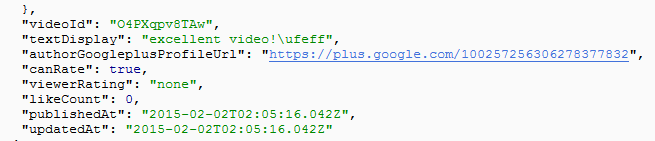 },
"videoId": "O4PXqpv8TAw",
"textDisplay": "excellent video!\ufeff",
"authorGoogleplusProfileUrl": "https://plus.google.com/100257256306278377832",
"canRate": true,
"viewerRating": "none",
"likeCount": 0,
"publishedAt": "2015-02-02T02:05:16.042Z",
"updatedAt": "2015-02-02T02:05:16.042Z"